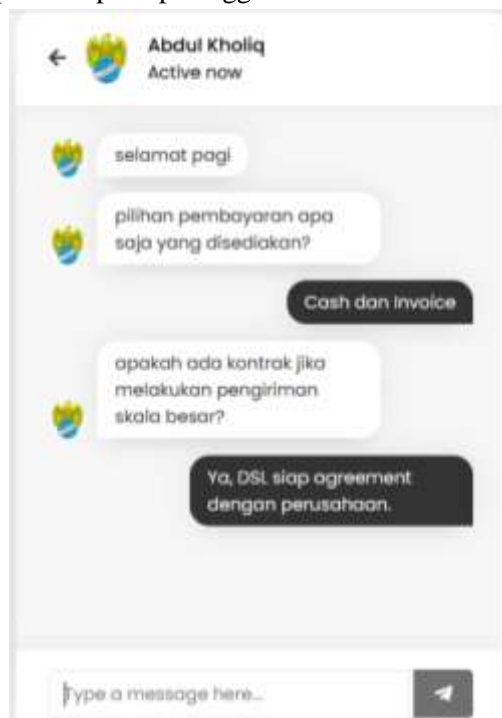 Abdul Kholiq
Active now
selamat pagi
pilihan pembayaran apa
saja yang disediakan?
Cash dan Invoice
apakah ada kontrak jika
melakukan pengiriman
skala besar?
Ya, DSL siap agreement
dengan perusahaan.
Type a message here...